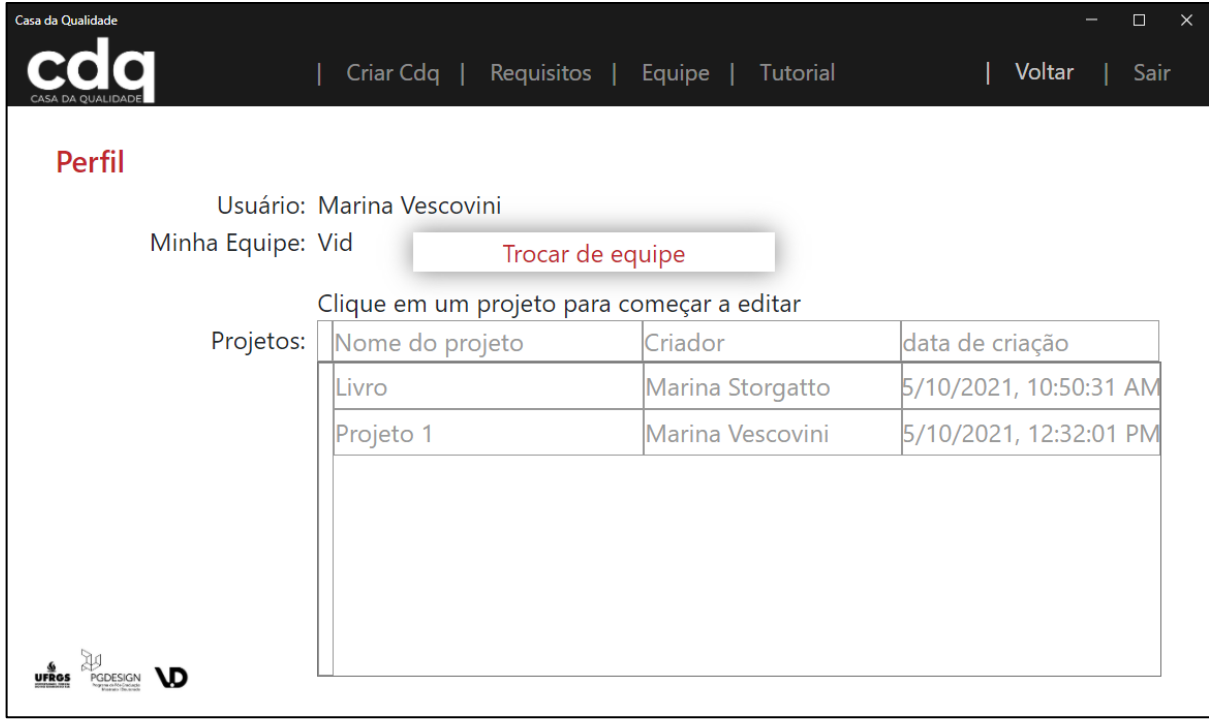 Casa da Qualidade
cdq
CASA DA QUALIDADE
| Criar Cdq | Requisitos | Equipe | Tutorial | Voltar | Sair
Perfil
Usuário: Marina Vescovini
Minha Equipe: Vid
Trocar de equipe
Clique em um projeto para começar a editar
Projetos: Nome do projeto Criador data de criação
Livro Marina Storgatto 5/10/2021, 10:50:31 AM
Projeto 1 Marina Vescovini 5/10/2021, 12:32:01 PM
UFRGS PGDESIGN VD